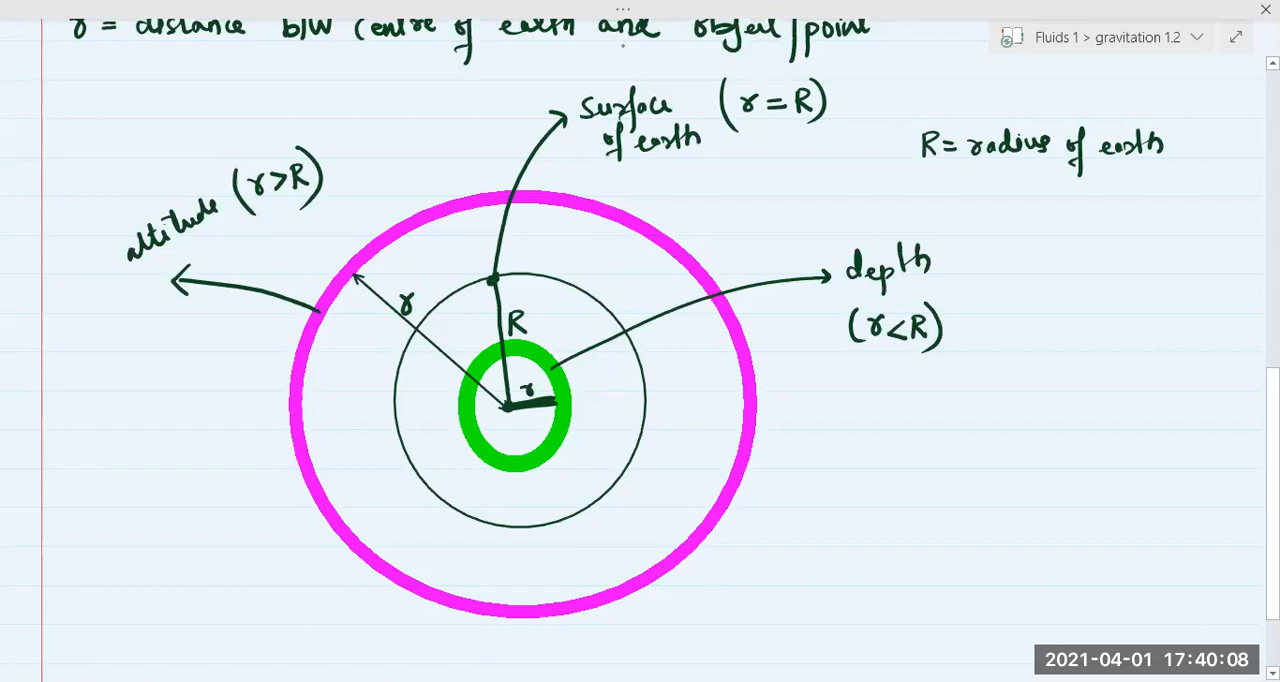 r = distance b/w centre of earth and object/point
Fluids 1 > gravitation 1.2
surface (r = R)
of earth
R = radius of earth
altitude (r > R)
depth
(r < R)
r
R
r
2021-04-01 17:40:08